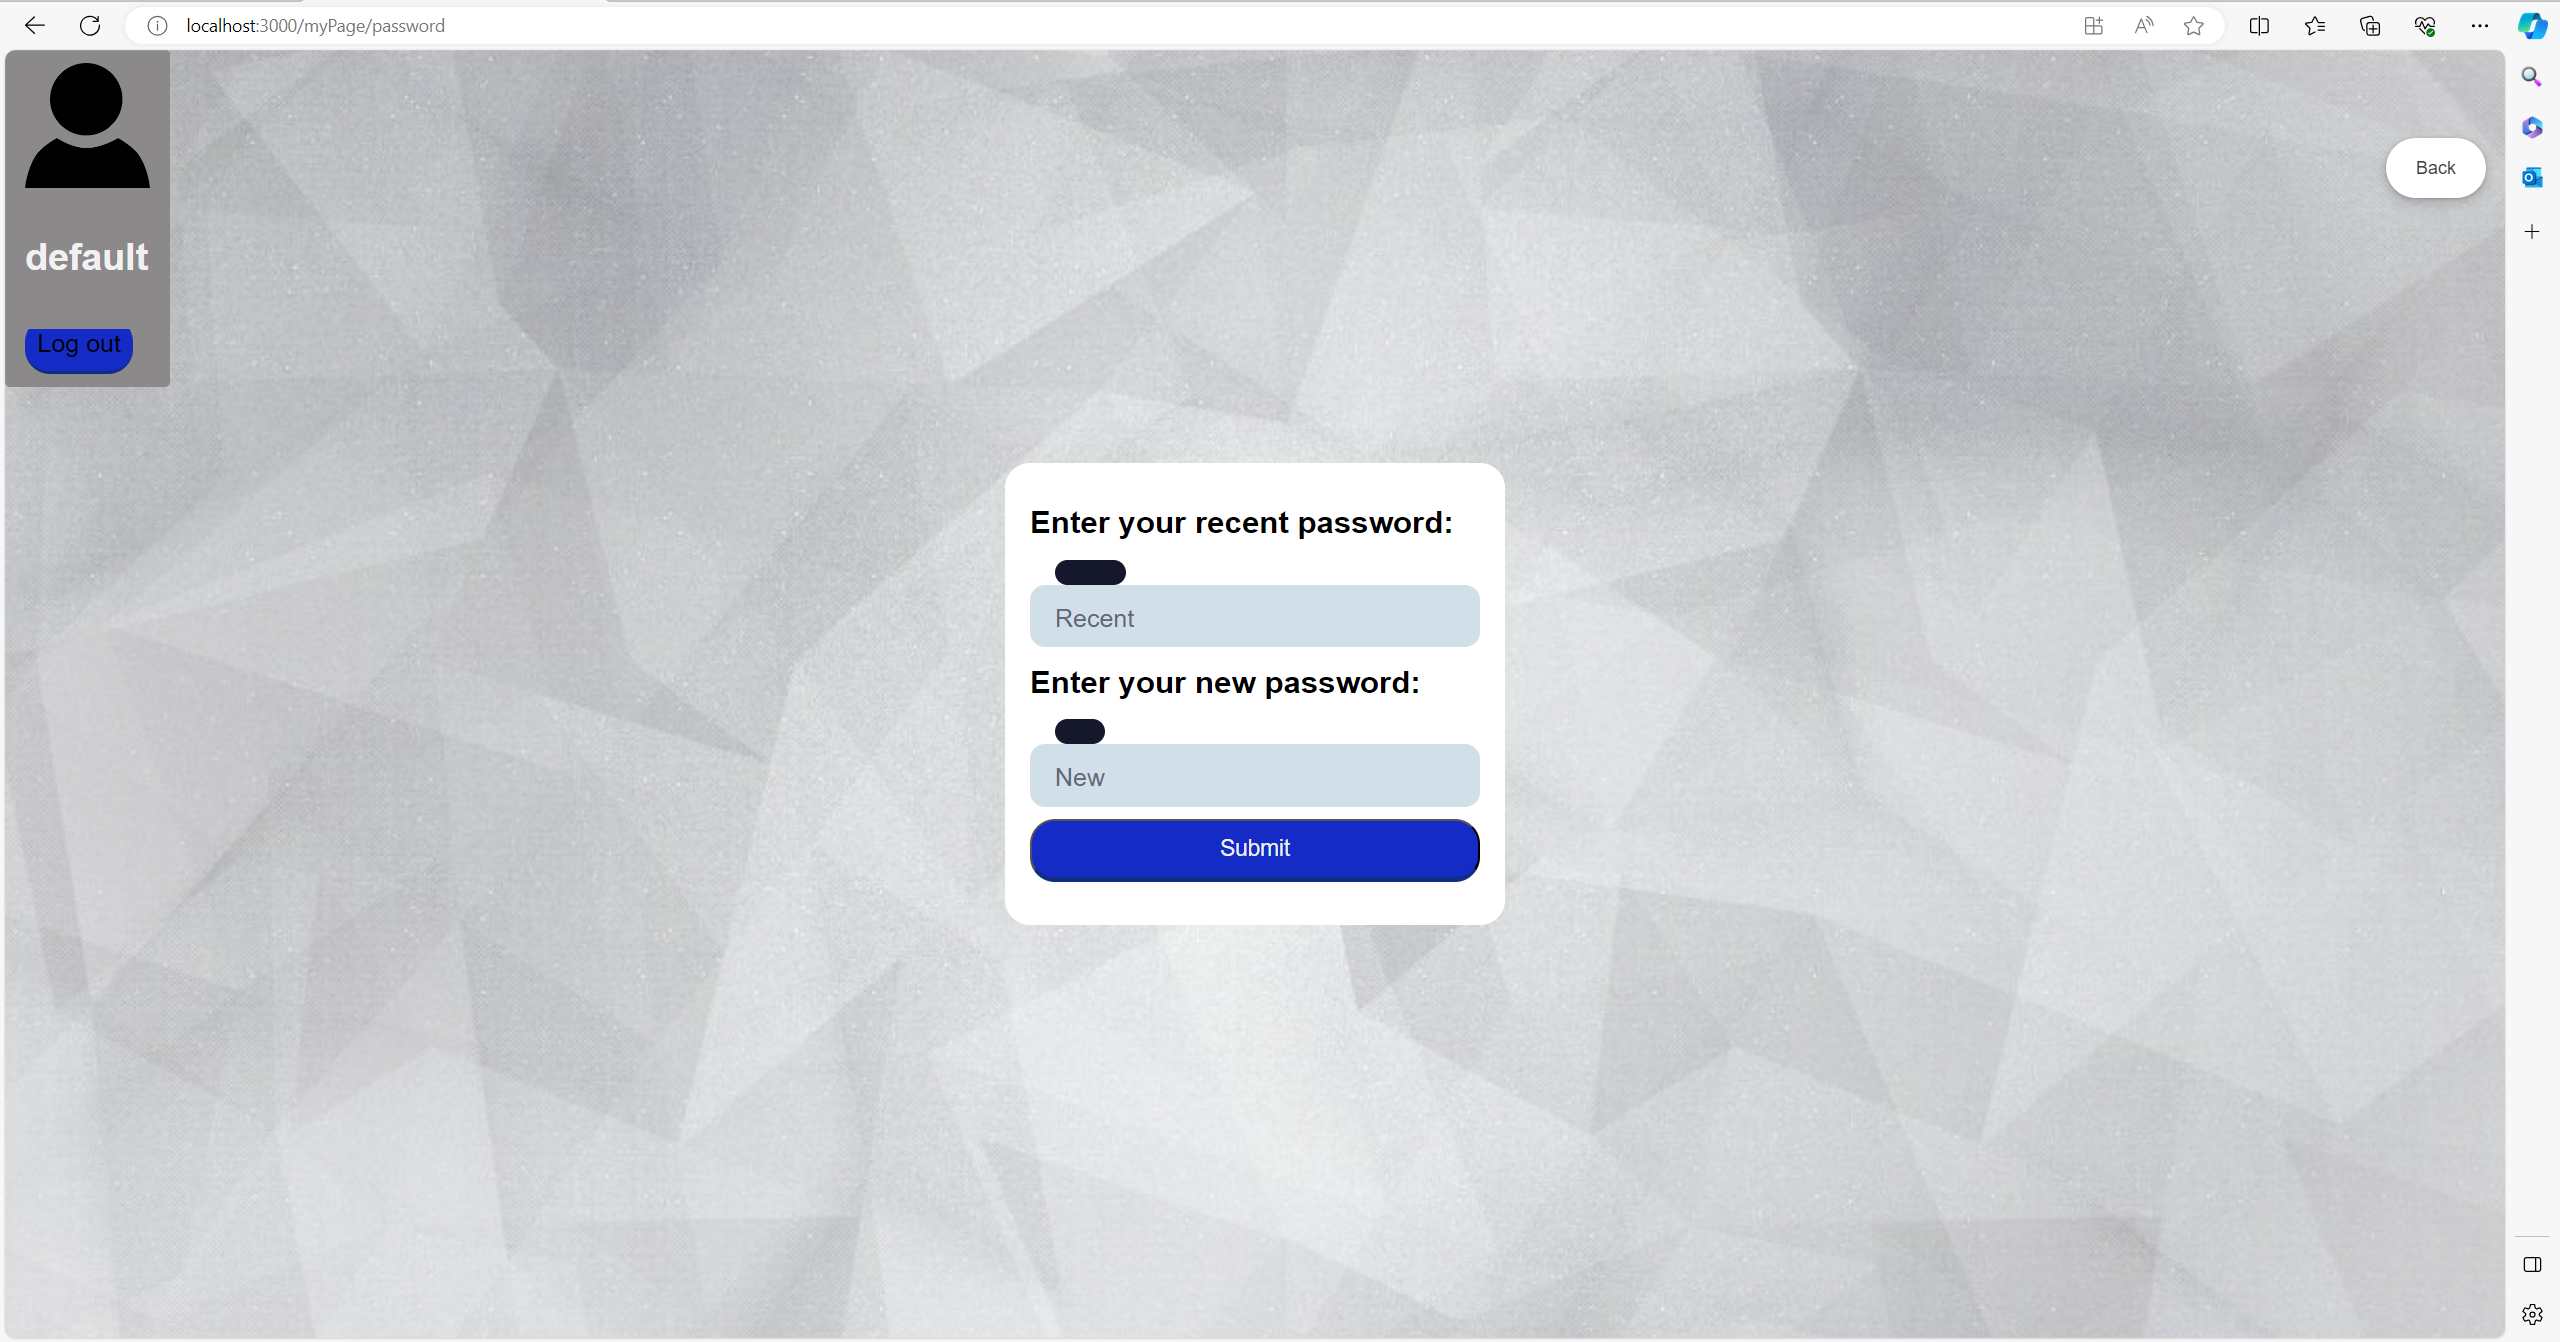 localhost:3000/myPage/password
Back
default
Log out
Enter your recent password:
Recent
Enter your new password:
New
Submit